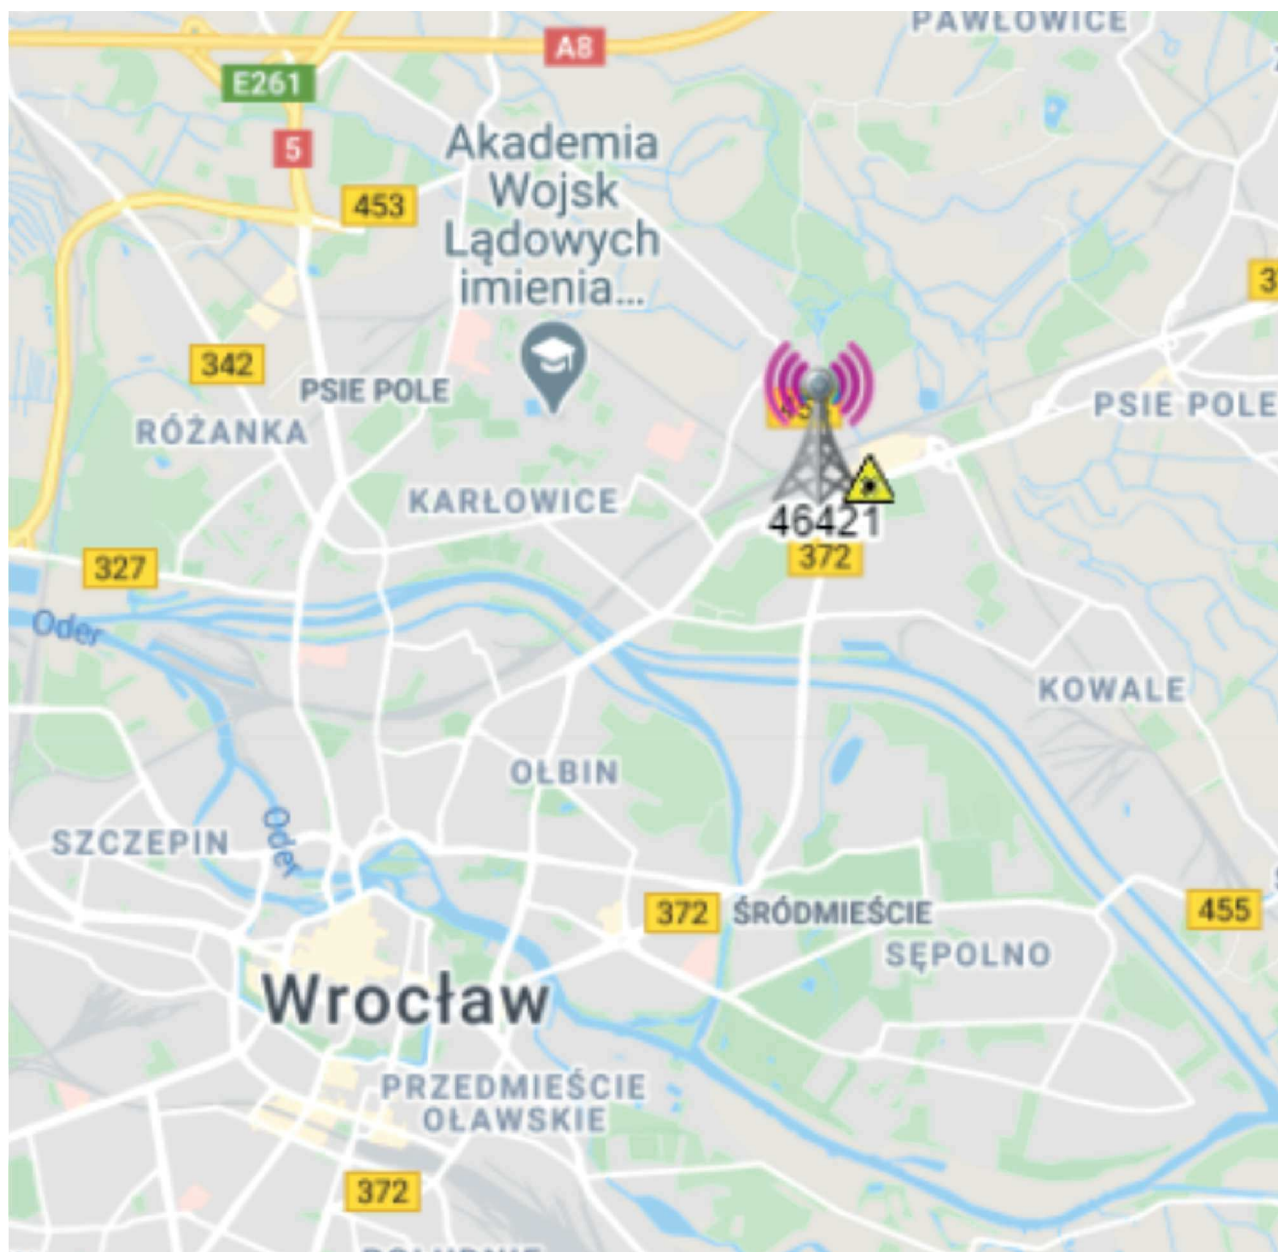 PAWŁOWICE
A8
E261
5
Akademia
Wojsk
Lądowych
imienia...
453
342
PSIE POLE
RÓŻANKA
PSIE POLE
KARŁOWICE
46421
372
327
Oder
KOWALE
OŁBIN
SZCZEPIN
Oder
372
ŚRÓDMIEŚCIE
455
SĘPOLNO
Wrocław
PRZEDMIEŚCIE
OŁAWSKIE
372